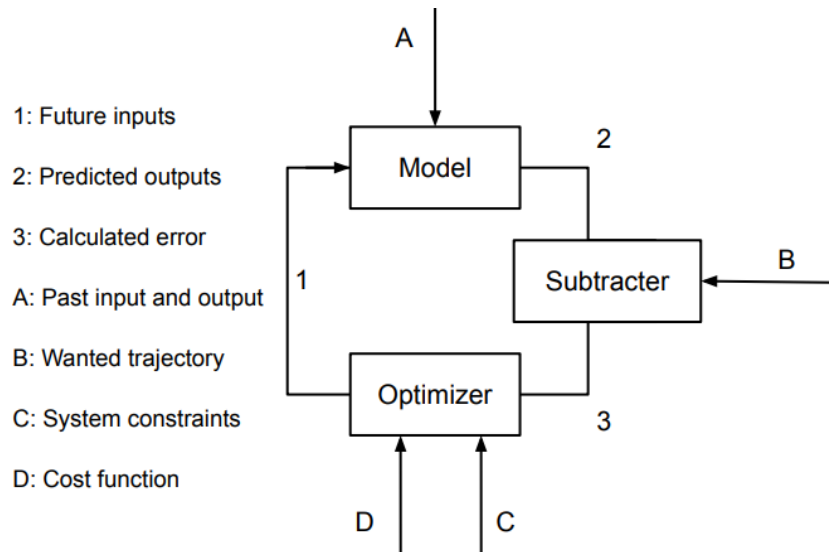 A
1: Future inputs
2: Predicted outputs
3: Calculated error
A: Past input and output
B: Wanted trajectory
C: System constraints
D: Cost function
Model
2
1
Subtracter
B
Optimizer
3
D
C